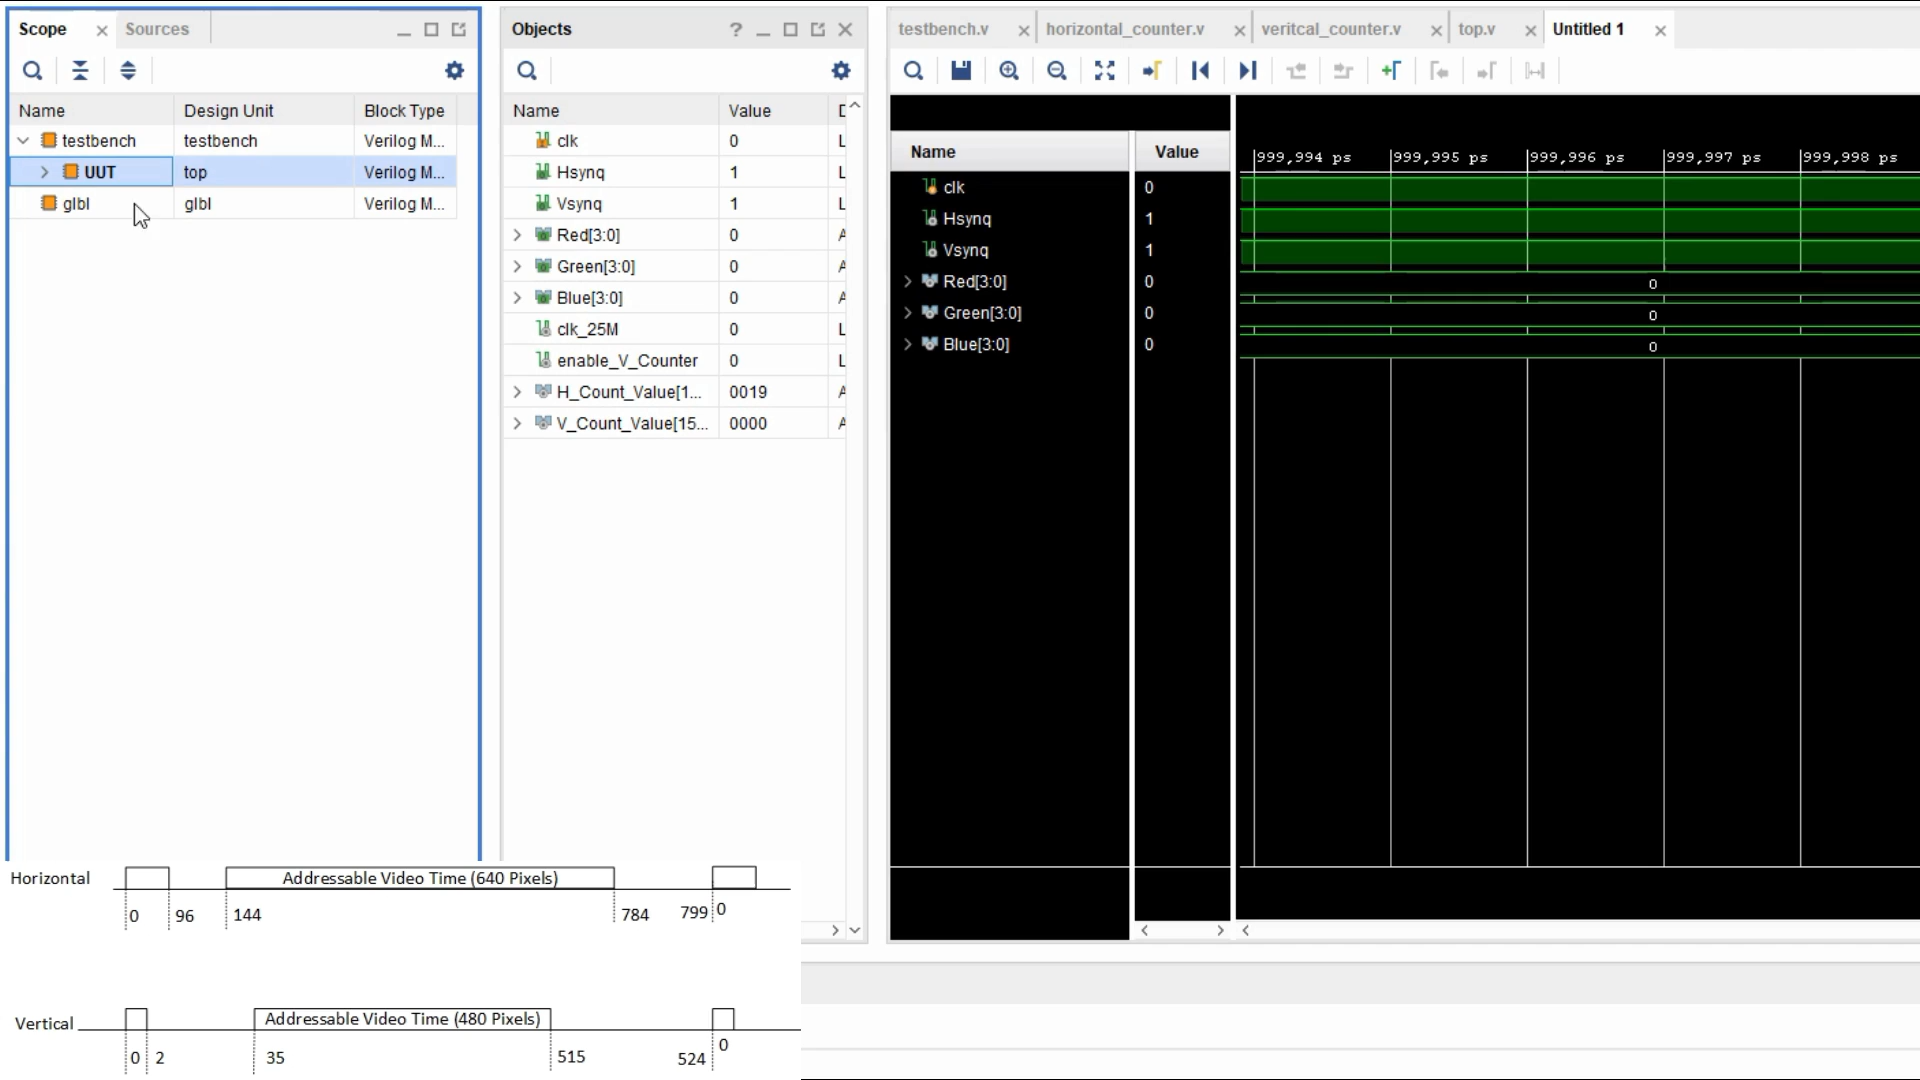 Scope
Sources
Name
Design Unit
Block Type
testbench
testbench
Verilog M...
UUT
top
Verilog M...
glbl
glbl
Verilog M...
Objects
?
Name
Value
clk
0
L
Hsynq
1
L
Vsynq
1
L
Red[3:0]
0
A
Green[3:0]
0
A
Blue[3:0]
0
A
clk_25M
0
L
enable_V_Counter
0
L
H_Count_Value[1...
0019
A
V_Count_Value[15...
0000
A
testbench.v
horizontal_counter.v
veritcal_counter.v
top.v
Untitled 1
Name
Value
999,994 ps
999,995 ps
999,996 ps
999,997 ps
999,998 ps
clk
0
Hsynq
1
Vsynq
1
Red[3:0]
0
0
Green[3:0]
0
0
Blue[3:0]
0
0
Horizontal
Addressable Video Time (640 Pixels)
0
96
144
784
799
0
Vertical
Addressable Video Time (480 Pixels)
0
2
35
515
524
0